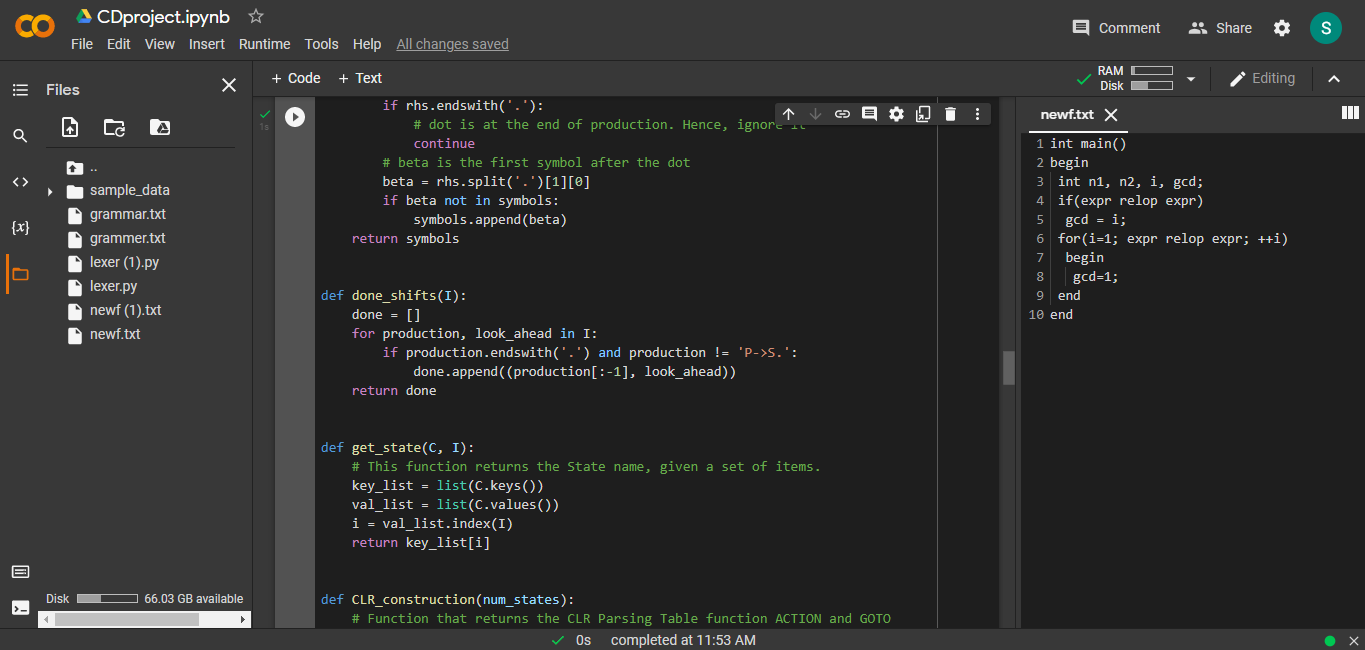 CDproject.ipynb
File Edit View Insert Runtime Tools Help All changes saved
Comment Share S
Files
+ Code + Text
RAM
Disk
Editing
..
sample_data
grammar.txt
grammer.txt
lexer (1).py
lexer.py
newf (1).txt
newf.txt
Disk 66.03 GB available
1s
if rhs.endswith('.'):
# dot is at the end of production. Hence, ignore it
continue
# beta is the first symbol after the dot
beta = rhs.split('.')[1][0]
if beta not in symbols:
symbols.append(beta)
return symbols
def done_shifts(I):
done = []
for production, look_ahead in I:
if production.endswith('.') and production != 'P->S.':
done.append((production[:-1], look_ahead))
return done
def get_state(C, I):
# This function returns the State name, given a set of items.
key_list = list(C.keys())
val_list = list(C.values())
i = val_list.index(I)
return key_list[i]
def CLR_construction(num_states):
# Function that returns the CLR Parsing Table function ACTION and GOTO
newf.txt
1 int main()
2 begin
3 int n1, n2, i, gcd;
4 if(expr relop expr)
5 gcd = i;
6 for(i=1; expr relop expr; ++i)
7 begin
8 gcd=1;
9 end
10 end
0s completed at 11:53 AM